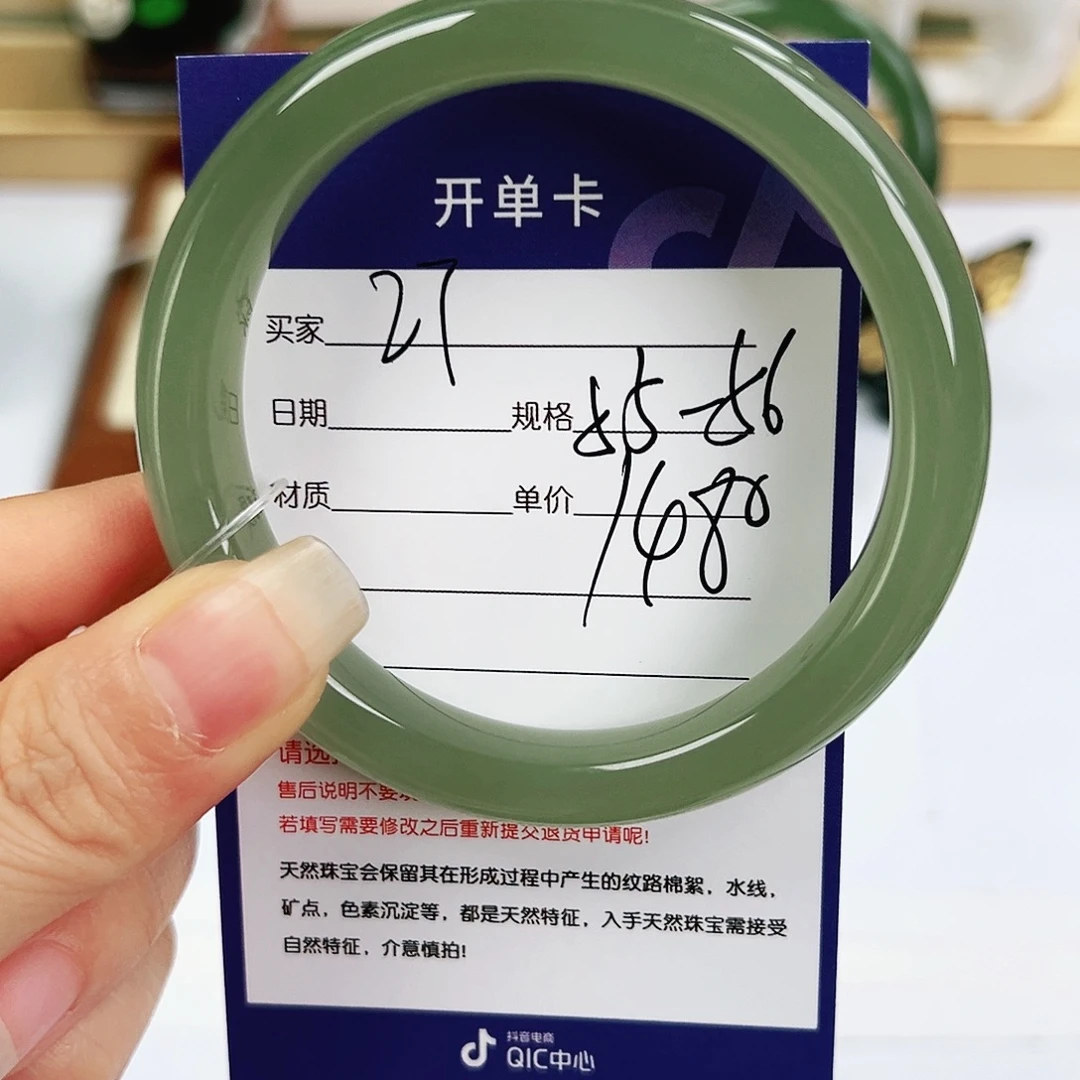 开单卡
买家 27
日期 规格 55-56
材质 单价 1480
请选
售后说明不要
若填写需要修改之后重新提交退货申请呢!
天然珠宝会保留其在形成过程中产生的纹路棉絮，水线，
矿点，色素沉淀等，都是天然特征，入手天然珠宝需接受
自然特征，介意慎拍!
抖音电商
QIC中心